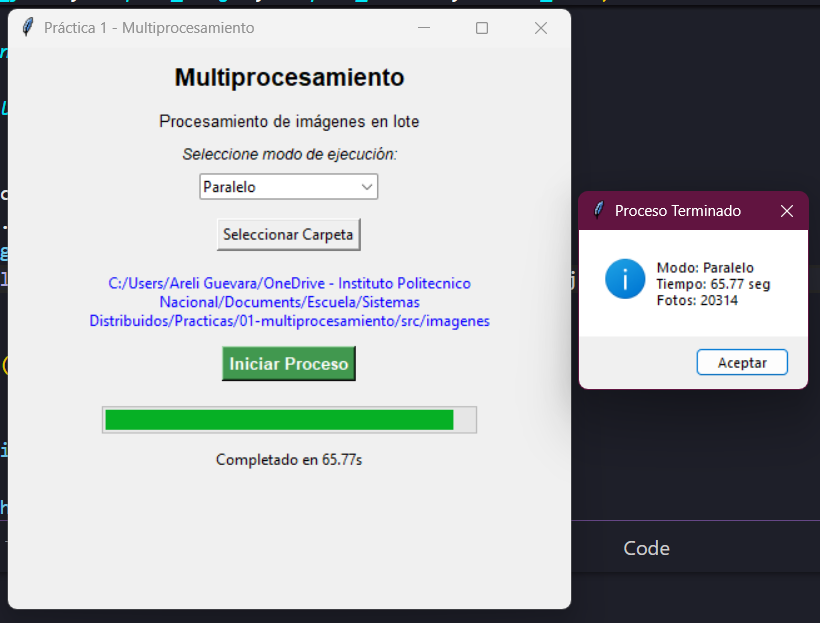 Práctica 1 - Multiprocesamiento
Multiprocesamiento
Procesamiento de imágenes en lote
Seleccione modo de ejecución:
Paralelo
Seleccionar Carpeta
C:/Users/Areli Guevara/OneDrive - Instituto Politecnico
Nacional/Documents/Escuela/Sistemas
Distribuidos/Practicas/01-multiprocesamiento/src/imagenes
Iniciar Proceso
Completado en 65.77s
Proceso Terminado
Modo: Paralelo
Tiempo: 65.77 seg
Fotos: 20314
Aceptar
Code